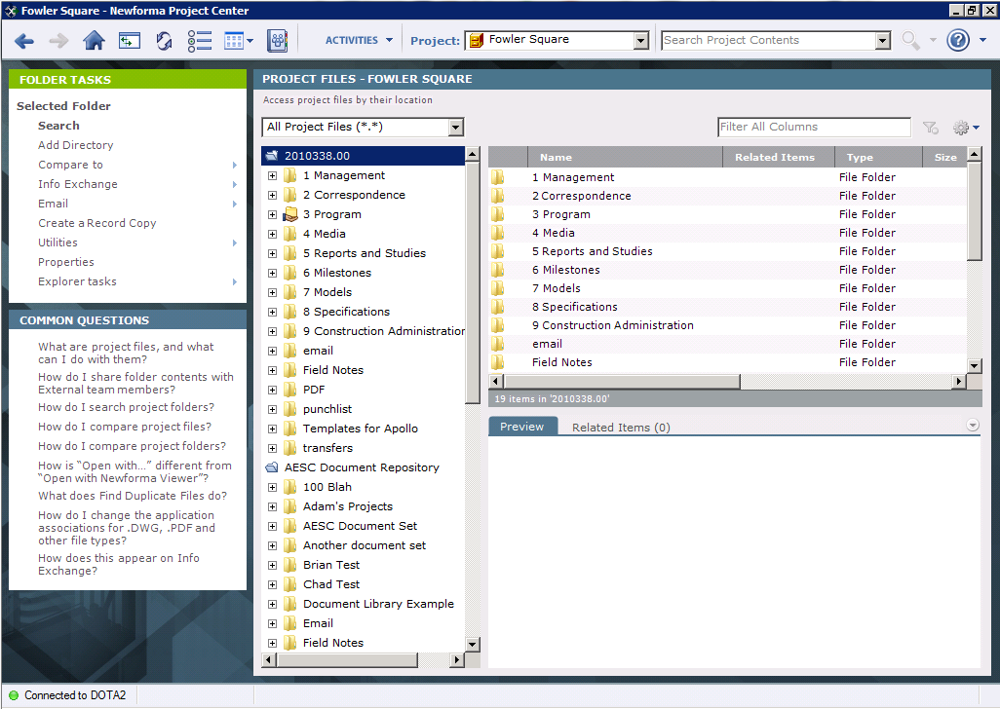 Fowler Square - Newforma Project Center
ACTIVITIES
Project:
Fowler Square
Search Project Contents
FOLDER TASKS
Selected Folder
Search
Add Directory
Compare to
Info Exchange
Email
Create a Record Copy
Utilities
Properties
Explorer tasks
COMMON QUESTIONS
What are project files, and what
can I do with them?
How do I share folder contents with
External team members?
How do I search project folders?
How do I compare project files?
How do I compare project folders?
How is “Open with...” different from
“Open with Newforma Viewer”?
What does Find Duplicate Files do?
How do I change the application
associations for .DWG, .PDF and
other file types?
How does this appear on Info
Exchange?
PROJECT FILES - FOWLER SQUARE
Access project files by their location
All Project Files (*.*)
Filter All Columns
2010338.00
1 Management
2 Correspondence
3 Program
4 Media
5 Reports and Studies
6 Milestones
7 Models
8 Specifications
9 Construction Administration
email
Field Notes
PDF
punchlist
Templates for Apollo
transfers
AESC Document Repository
100 Blah
Adam's Projects
AESC Document Set
Another document set
Brian Test
Chad Test
Document Library Example
Email
Field Notes
Name Related Items Type Size
1 Management File Folder
2 Correspondence File Folder
3 Program File Folder
4 Media File Folder
5 Reports and Studies File Folder
6 Milestones File Folder
7 Models File Folder
8 Specifications File Folder
9 Construction Administration File Folder
email File Folder
Field Notes File Folder
19 items in '2010338.00'
Preview
Related Items (0)
Connected to DOTA2